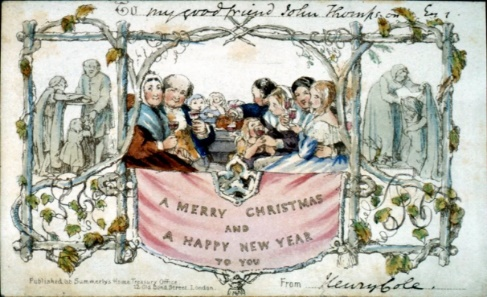 To my good friend John Thompson Esq.
A MERRY CHRISTMAS
AND
A HAPPY NEW YEAR
TO YOU
Published at Summerly's Home Treasury Office
12 Old Bond Street London
From Henry Cole.